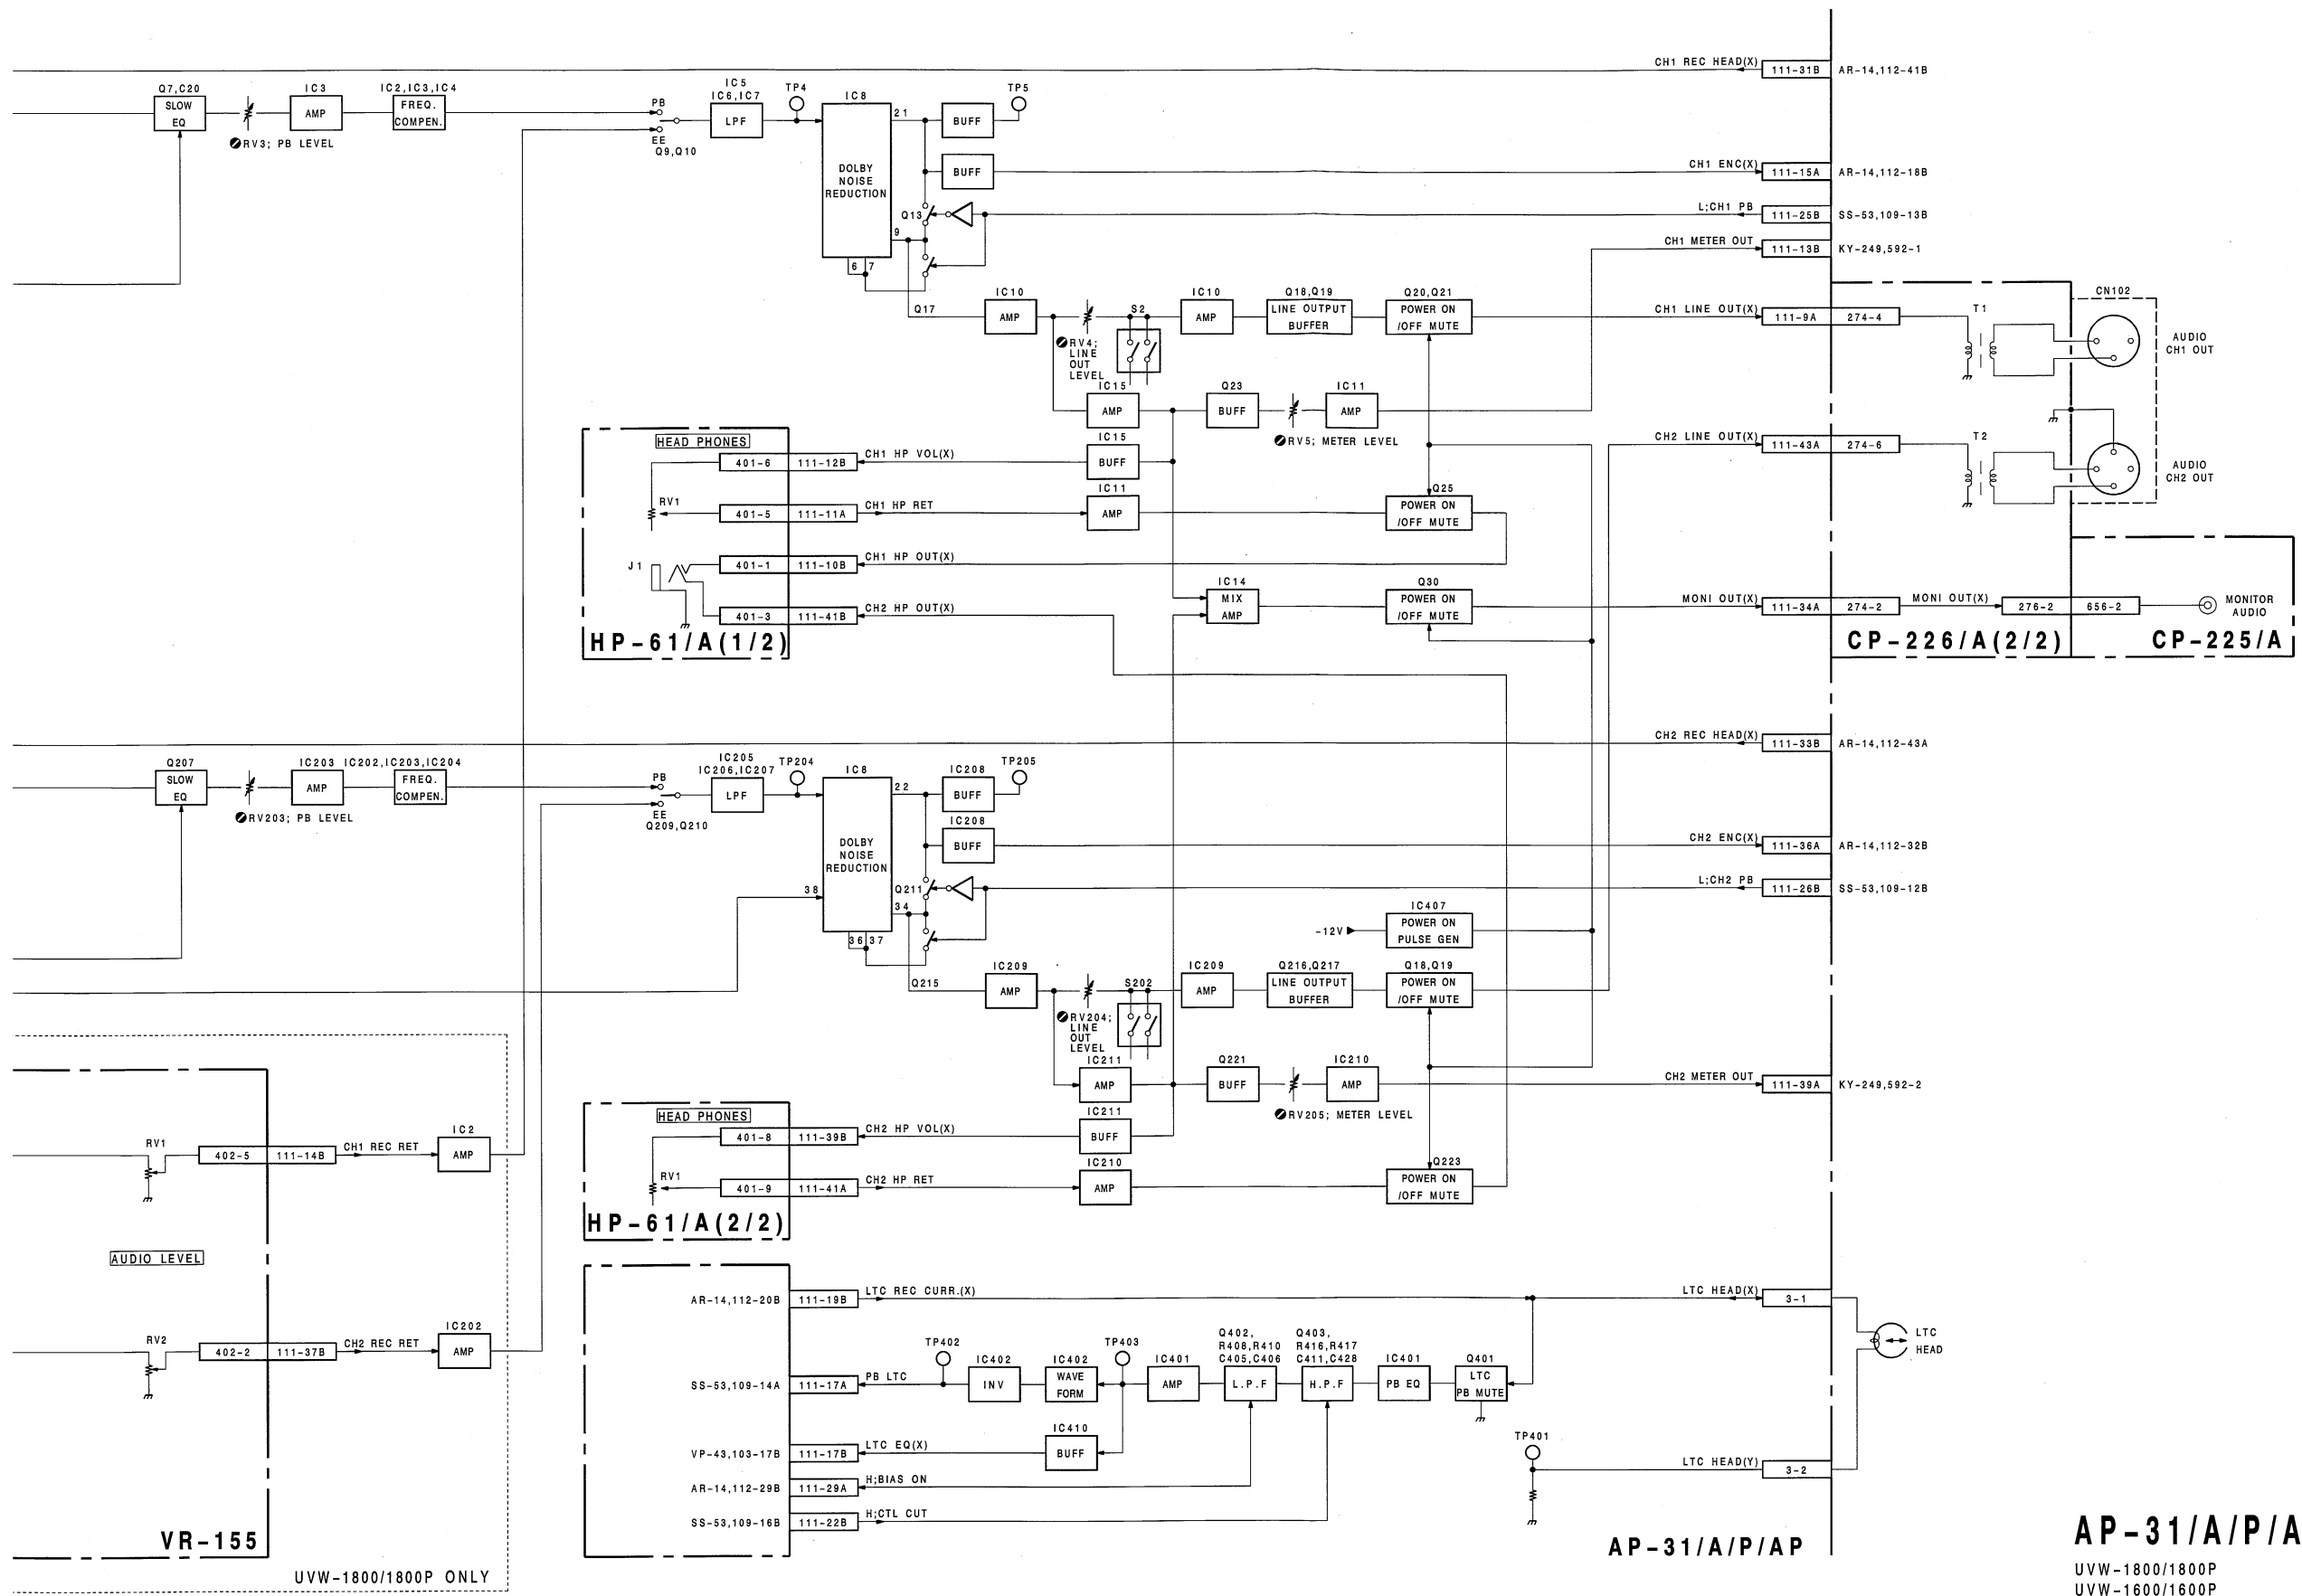 CH1 REC HEAD(X)
111-31B
AR-14,112-41B
Q7,C20
SLOW
EQ
RV3; PB LEVEL
IC3
AMP
IC2,IC3,IC4
FREQ.
COMPEN.
PB
EE
Q9,Q10
IC5
IC6,IC7
LPF
TP4
IC8
DOLBY
NOISE
REDUCTION
21
9
6
7
BUFF
TP5
BUFF
CH1 ENC(X)
111-15A
AR-14,112-18B
Q13
L;CH1 PB
111-25B
SS-53,109-13B
CH1 METER OUT
111-13B
KY-249,592-1
Q17
IC10
AMP
RV4;
LINE
OUT
LEVEL
S2
IC10
AMP
Q18,Q19
LINE OUTPUT
BUFFER
Q20,Q21
POWER ON
/OFF MUTE
CH1 LINE OUT(X)
111-9A
274-4
T1
CN102
AUDIO
CH1 OUT
IC15
AMP
Q23
BUFF
RV5; METER LEVEL
IC11
AMP
HEAD PHONES
401-6
111-12B
CH1 HP VOL(X)
IC15
BUFF
CH2 LINE OUT(X)
111-43A
274-6
T2
AUDIO
CH2 OUT
RV1
401-5
111-11A
CH1 HP RET
IC11
AMP
Q25
POWER ON
/OFF MUTE
J1
401-1
111-10B
CH1 HP OUT(X)
401-3
111-41B
CH2 HP OUT(X)
IC14
MIX
AMP
Q30
POWER ON
/OFF MUTE
MONI OUT(X)
111-34A
274-2
MONI OUT(X)
276-2
656-2
MONITOR
AUDIO
HP-61/A(1/2)
CP-226/A(2/2)
CP-225/A
CH2 REC HEAD(X)
111-33B
AR-14,112-43A
Q207
SLOW
EQ
RV203; PB LEVEL
IC203
AMP
IC202,IC203,IC204
FREQ.
COMPEN.
PB
EE
Q209,Q210
IC205
IC206,IC207
LPF
TP204
IC8
DOLBY
NOISE
REDUCTION
22
38
34
36
37
IC208
BUFF
TP205
IC208
BUFF
CH2 ENC(X)
111-36A
AR-14,112-32B
Q211
L;CH2 PB
111-26B
SS-53,109-12B
IC407
-12V
POWER ON
PULSE GEN
Q215
IC209
AMP
RV204;
LINE
OUT
LEVEL
S202
IC209
AMP
Q216,Q217
LINE OUTPUT
BUFFER
Q18,Q19
POWER ON
/OFF MUTE
IC211
AMP
Q221
BUFF
RV205; METER LEVEL
IC210
AMP
CH2 METER OUT
111-39A
KY-249,592-2
HEAD PHONES
401-8
111-39B
CH2 HP VOL(X)
IC211
BUFF
RV1
401-9
111-41A
CH2 HP RET
IC210
AMP
Q223
POWER ON
/OFF MUTE
HP-61/A(2/2)
RV1
402-5
111-14B
CH1 REC RET
IC2
AMP
AUDIO LEVEL
RV2
402-2
111-37B
CH2 REC RET
IC202
AMP
VR-155
UVW-1800/1800P ONLY
AR-14,112-20B
111-19B
LTC REC CURR.(X)
LTC HEAD(X)
3-1
LTC
HEAD
SS-53,109-14A
111-17A
PB LTC
TP402
IC402
INV
IC402
WAVE
FORM
TP403
IC401
AMP
Q402,
R408,R410
C405,C406
L.P.F
Q403,
R416,R417
C411,C428
H.P.F
IC401
PB EQ
Q401
LTC
PB MUTE
VP-43,103-17B
111-17B
LTC EQ(X)
IC410
BUFF
TP401
LTC HEAD(Y)
3-2
AR-14,112-29B
111-29A
H;BIAS ON
SS-53,109-16B
111-22B
H;CTL CUT
AP-31/A/P/AP
AP-31/A/P/A
UVW-1800/1800P
UVW-1600/1600P